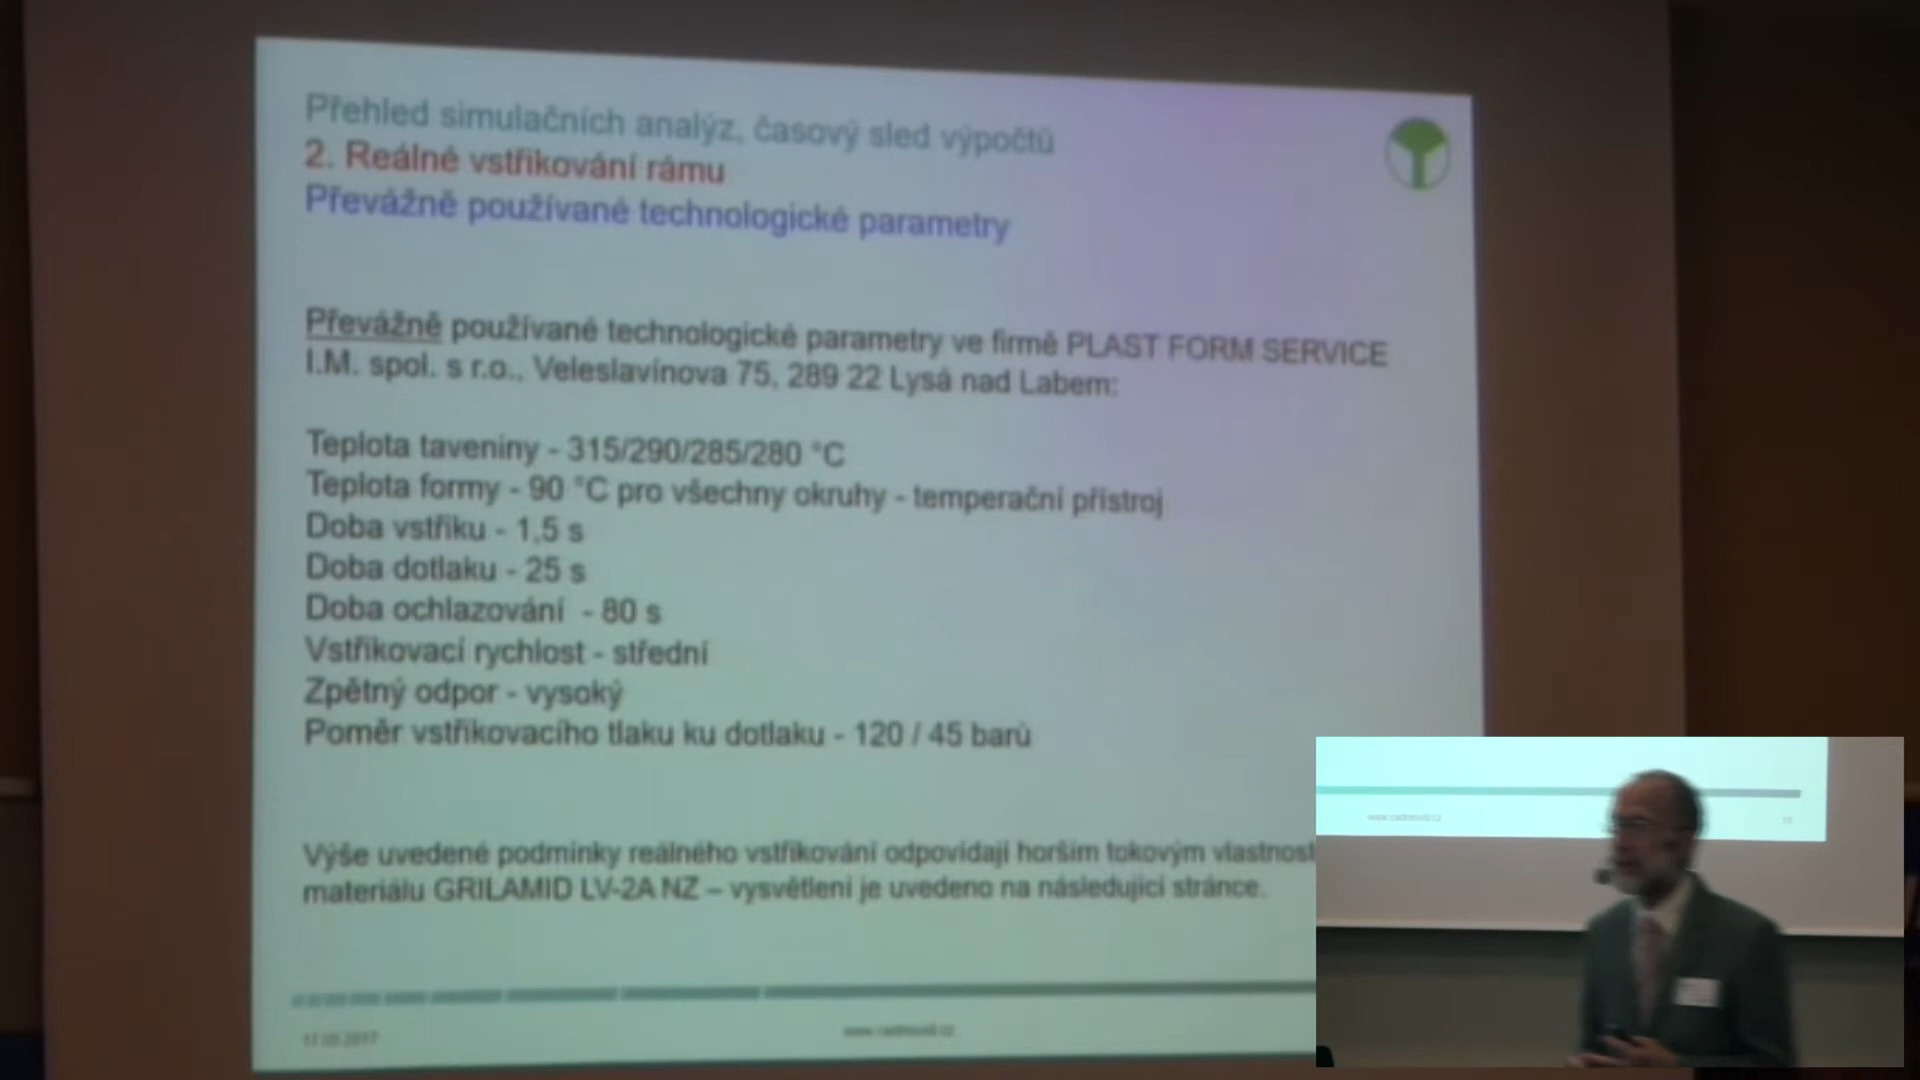 Přehled simulačních analýz, časový sled výpočtů
2. Reálné vstřikování rámu
Převážně používané technologické parametry
Převážně používané technologické parametry ve firmě PLAST FORM SERVICE
I.M. spol. s r.o., Veleslavínova 75, 289 22 Lysá nad Labem:
Teplota taveniny - 315/290/285/280 °C
Teplota formy - 90 °C pro všechny okruhy - temperační přístroj
Doba vstřiku - 1,5 s
Doba dotlaku - 25 s
Doba ochlazování - 80 s
Vstřikovací rychlost - střední
Zpětný odpor - vysoký
Poměr vstřikovacího tlaku ku dotlaku - 120 / 45 barů
Výše uvedené podmínky reálného vstřikování odpovídají horším tokovým vlastnost
materiálu GRILAMID LV-2A NZ – vysvětlení je uvedeno na následující stránce.